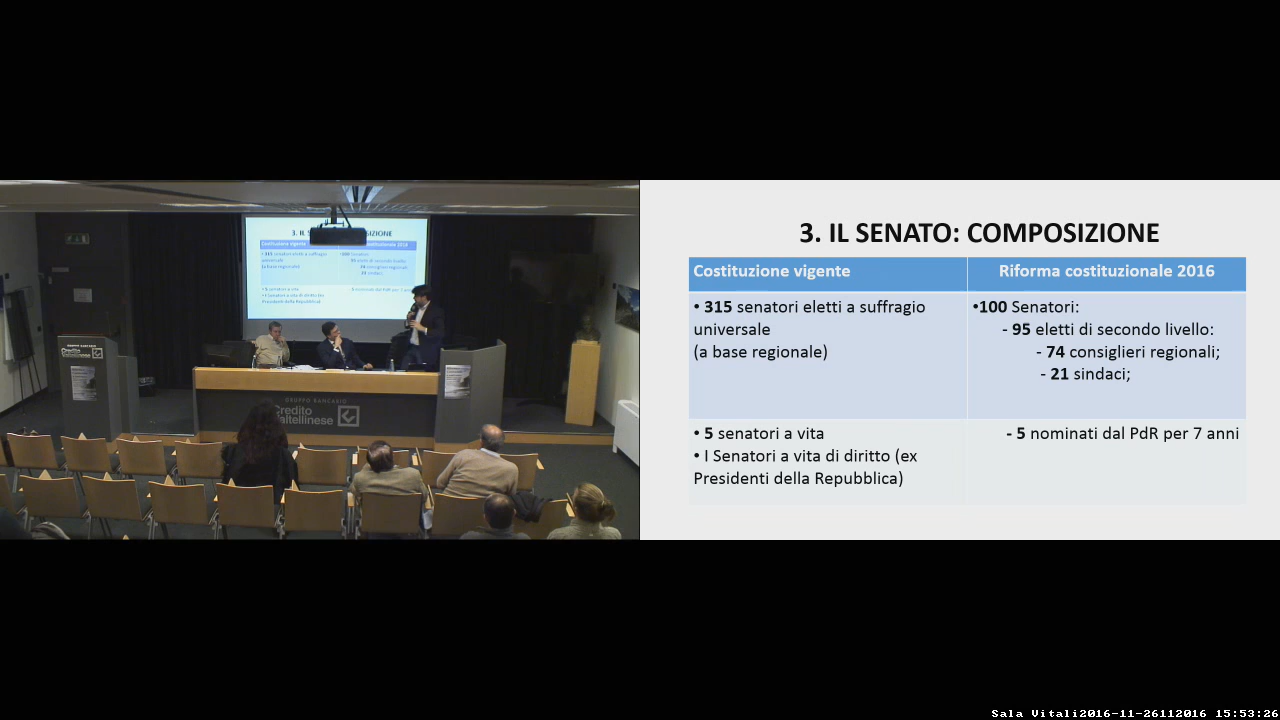 3. IL SENATO: COMPOSIZIONE
Costituzione vigente
Riforma costituzionale 2016
• 315 senatori eletti a suffragio
universale
(a base regionale)
•100 Senatori:
- 95 eletti di secondo livello:
- 74 consiglieri regionali;
- 21 sindaci;
• 5 senatori a vita
• I Senatori a vita di diritto (ex
Presidenti della Repubblica)
- 5 nominati dal PdR per 7 anni
GRUPPO BANCARIO
Credito
Valtellinese
Sala Vitali2016-11-26112016 15:53:26